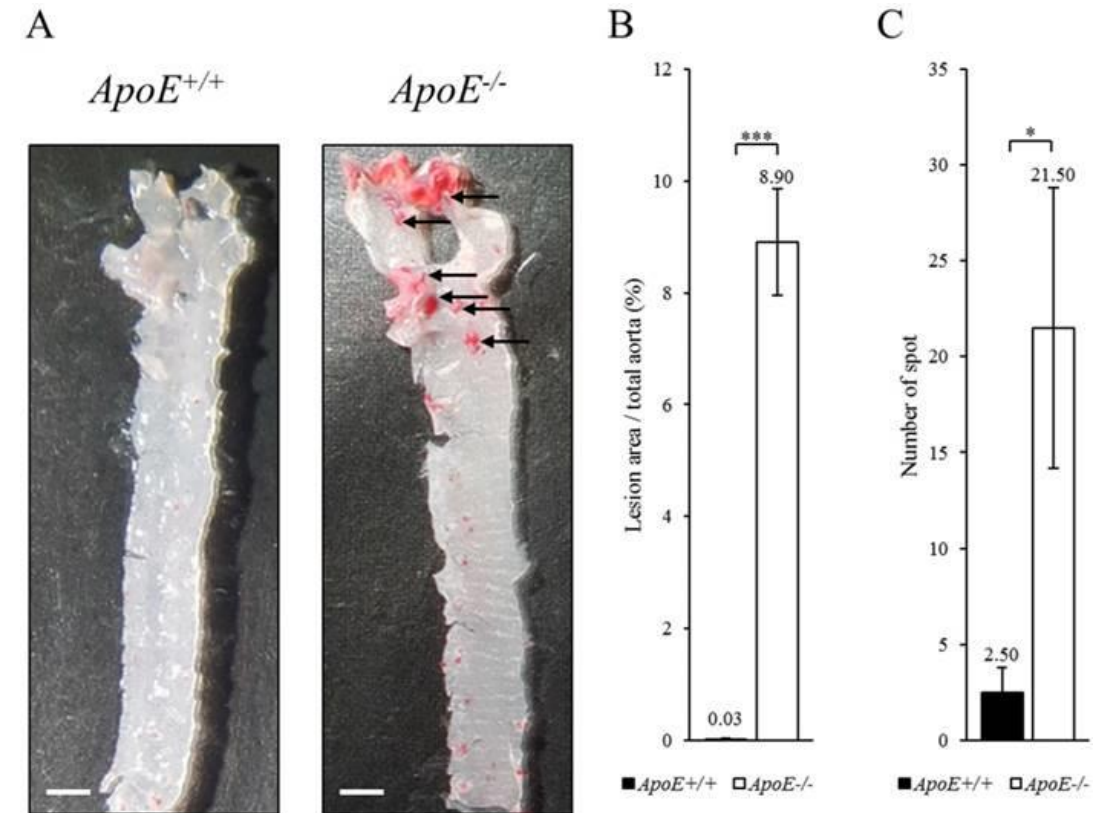 A
B
C
ApoE+/+
ApoE-/-
12
10
8
6
4
2
0
Lesion area / total aorta (%)
***
8.90
0.03
■ApoE+/+ □ApoE-/-
35
30
25
20
15
10
5
0
Number of spot
*
21.50
2.50
■ApoE+/+ □ApoE-/-